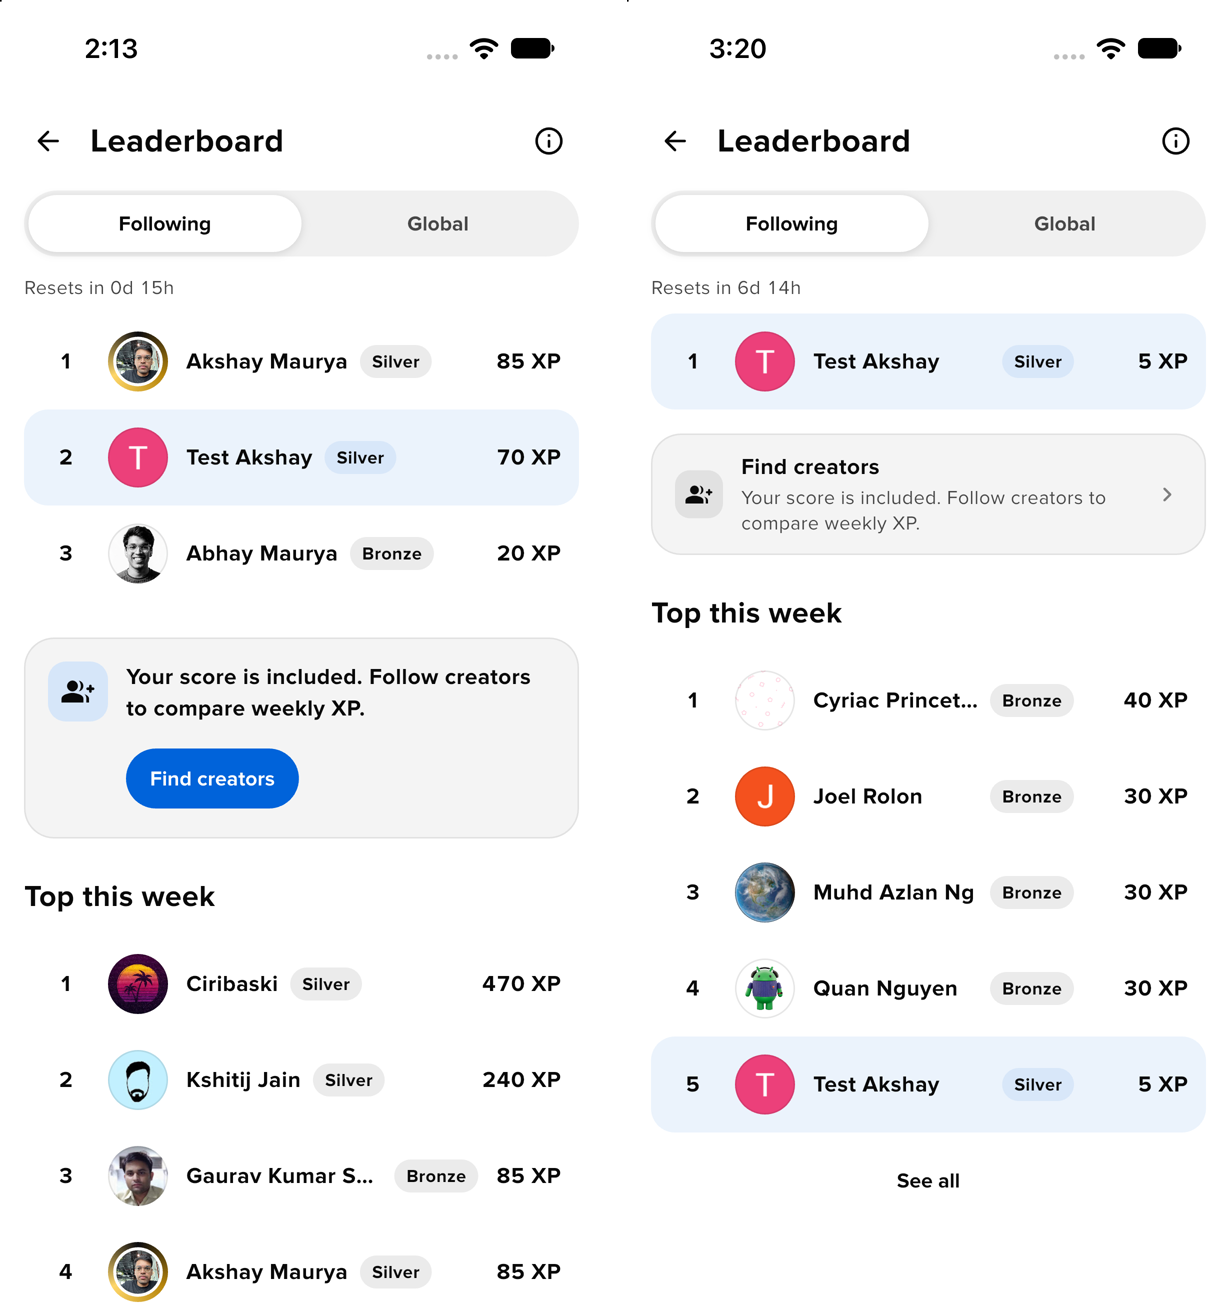 2:13
Leaderboard
Following
Global
Resets in 0d 15h
1 Akshay Maurya Silver 85 XP
2 T Test Akshay Silver 70 XP
3 Abhay Maurya Bronze 20 XP
Your score is included. Follow creators
to compare weekly XP.
Find creators
Top this week
1 Ciribaski Silver 470 XP
2 Kshitij Jain Silver 240 XP
3 Gaurav Kumar S... Bronze 85 XP
4 Akshay Maurya Silver 85 XP
3:20
Leaderboard
Following
Global
Resets in 6d 14h
1 T Test Akshay Silver 5 XP
Find creators
Your score is included. Follow creators to
compare weekly XP.
Top this week
1 Cyriac Princet... Bronze 40 XP
2 J Joel Rolon Bronze 30 XP
3 Muhd Azlan Ng Bronze 30 XP
4 Quan Nguyen Bronze 30 XP
5 T Test Akshay Silver 5 XP
See all